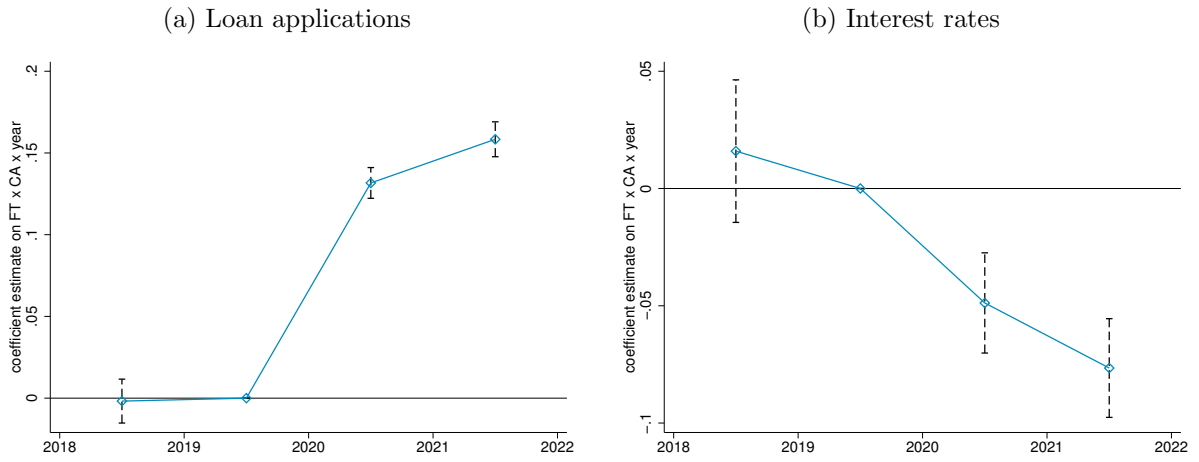 (a) Loan applications
coefficient estimate on FT x CA x year
.2
.15
.1
.05
0
2018 2019 2020 2021 2022
(b) Interest rates
coefficient estimate on FT x CA x year
.05
0
-.05
-.1
2018 2019 2020 2021 2022